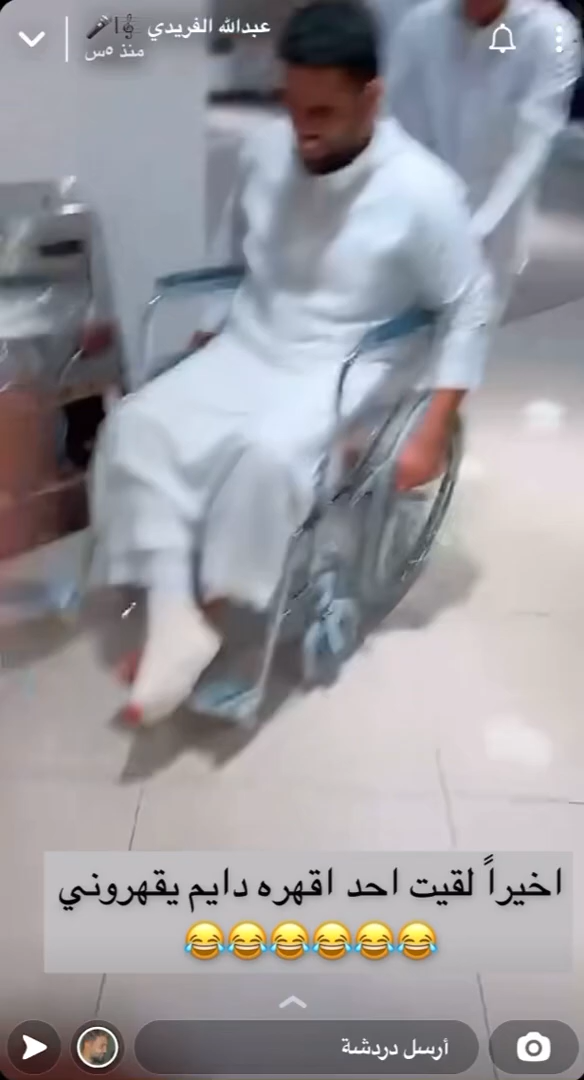 عبدالله الفريدي 🎼|🎤
منذ ٥س
اخيراً لقيت احد اقهره دايم يقهروني
😂😂😂😂😂😂
أرسل دردشة